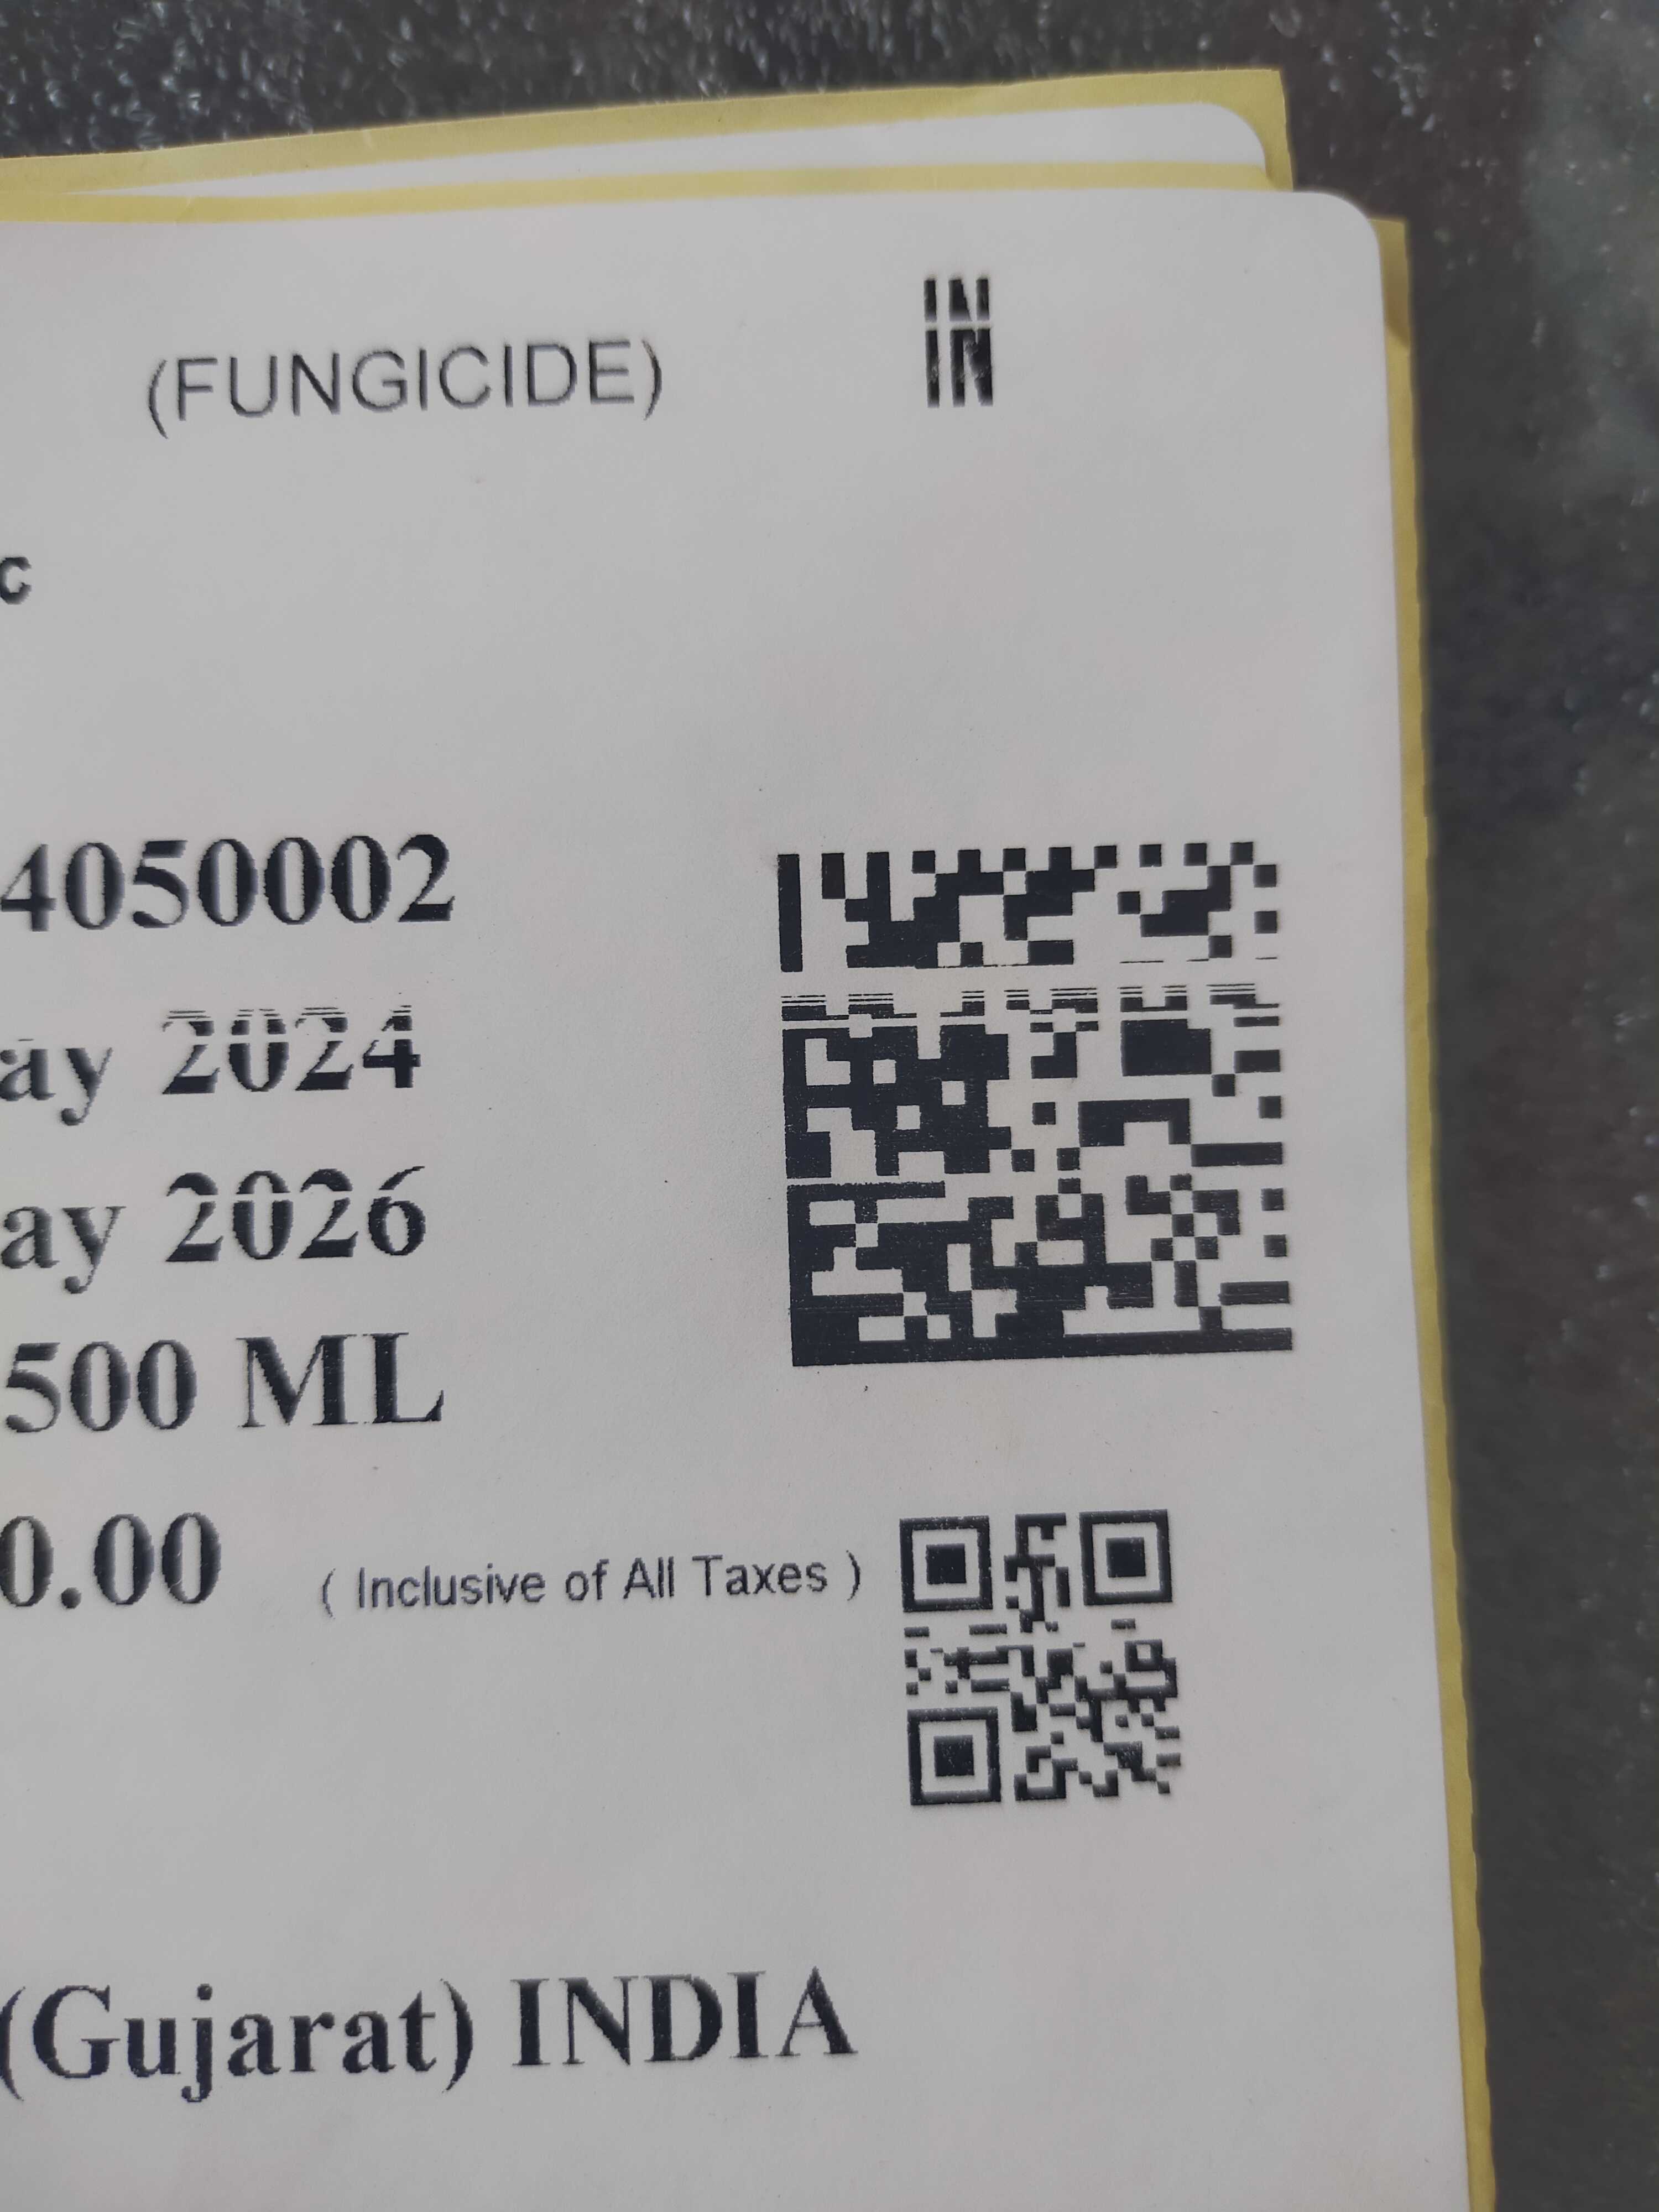 (FUNGICIDE)
IN
IN
c
4050002
ay 2024
ay 2026
500 ML
0.00 ( Inclusive of All Taxes )
(Gujarat) INDIA